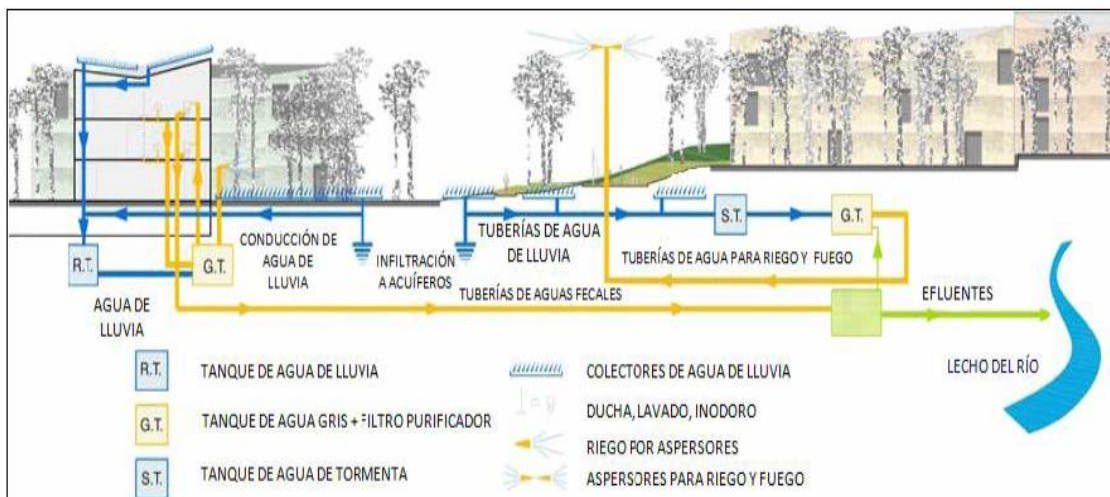 S.T.
G.T.
TUBERÍAS DE AGUA
DE LLUVIA
CONDUCCIÓN DE
AGUA DE
LLUVIA
INFILTRACIÓN
A ACUÍFEROS
TUBERÍAS DE AGUA PARA RIEGO Y FUEGO
R.T.
G.T.
TUBERÍAS DE AGUAS FECALES
EFLUENTES
AGUA DE
LLUVIA
LECHO DEL RÍO
R.T.
TANQUE DE AGUA DE LLUVIA
G.T.
TANQUE DE AGUA GRIS + FILTRO PURIFICADOR
S.T.
TANQUE DE AGUA DE TORMENTA
COLECTORES DE AGUA DE LLUVIA
DUCHA, LAVADO, INODORO
RIEGO POR ASPERSORES
ASPERSORES PARA RIEGO Y FUEGO